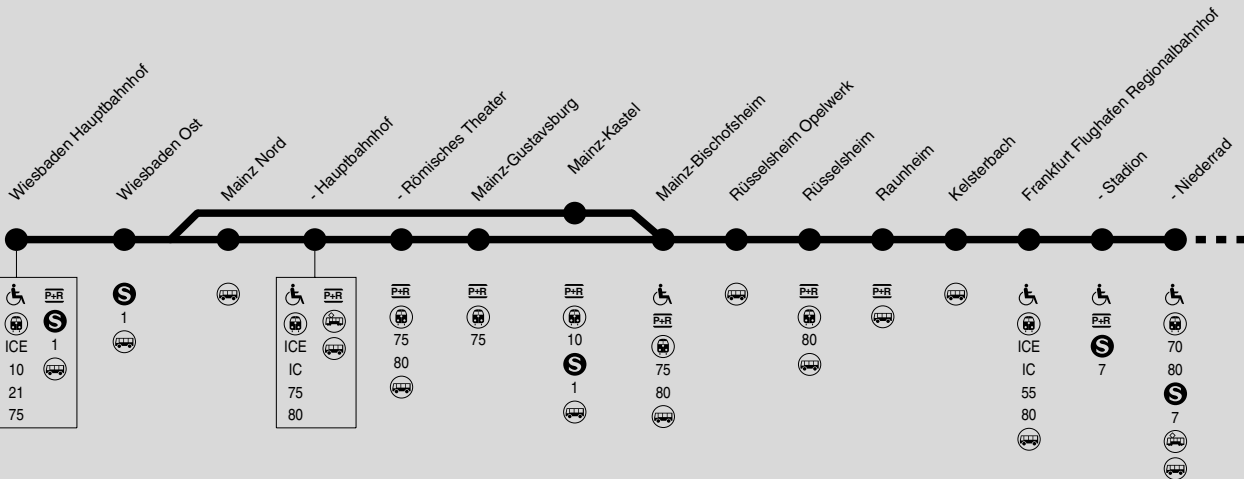 Wiesbaden Hauptbahnhof
Wiesbaden Ost
Mainz Nord
- Hauptbahnhof
- Römisches Theater
Mainz-Gustavsburg
Mainz-Kastel
Mainz-Bischofsheim
Rüsselsheim Opelwerk
Rüsselsheim
Raunheim
Kelsterbach
Frankfurt Flughafen Regionalbahnhof
- Stadion
- Niederrad
P+R
S
ICE
1
10
21
75
S
1
P+R
ICE
IC
75
80
P+R
75
80
P+R
75
P+R
10
S
1
P+R
75
80
P+R
80
P+R
ICE
IC
55
80
P+R
S
7
70
80
S
7